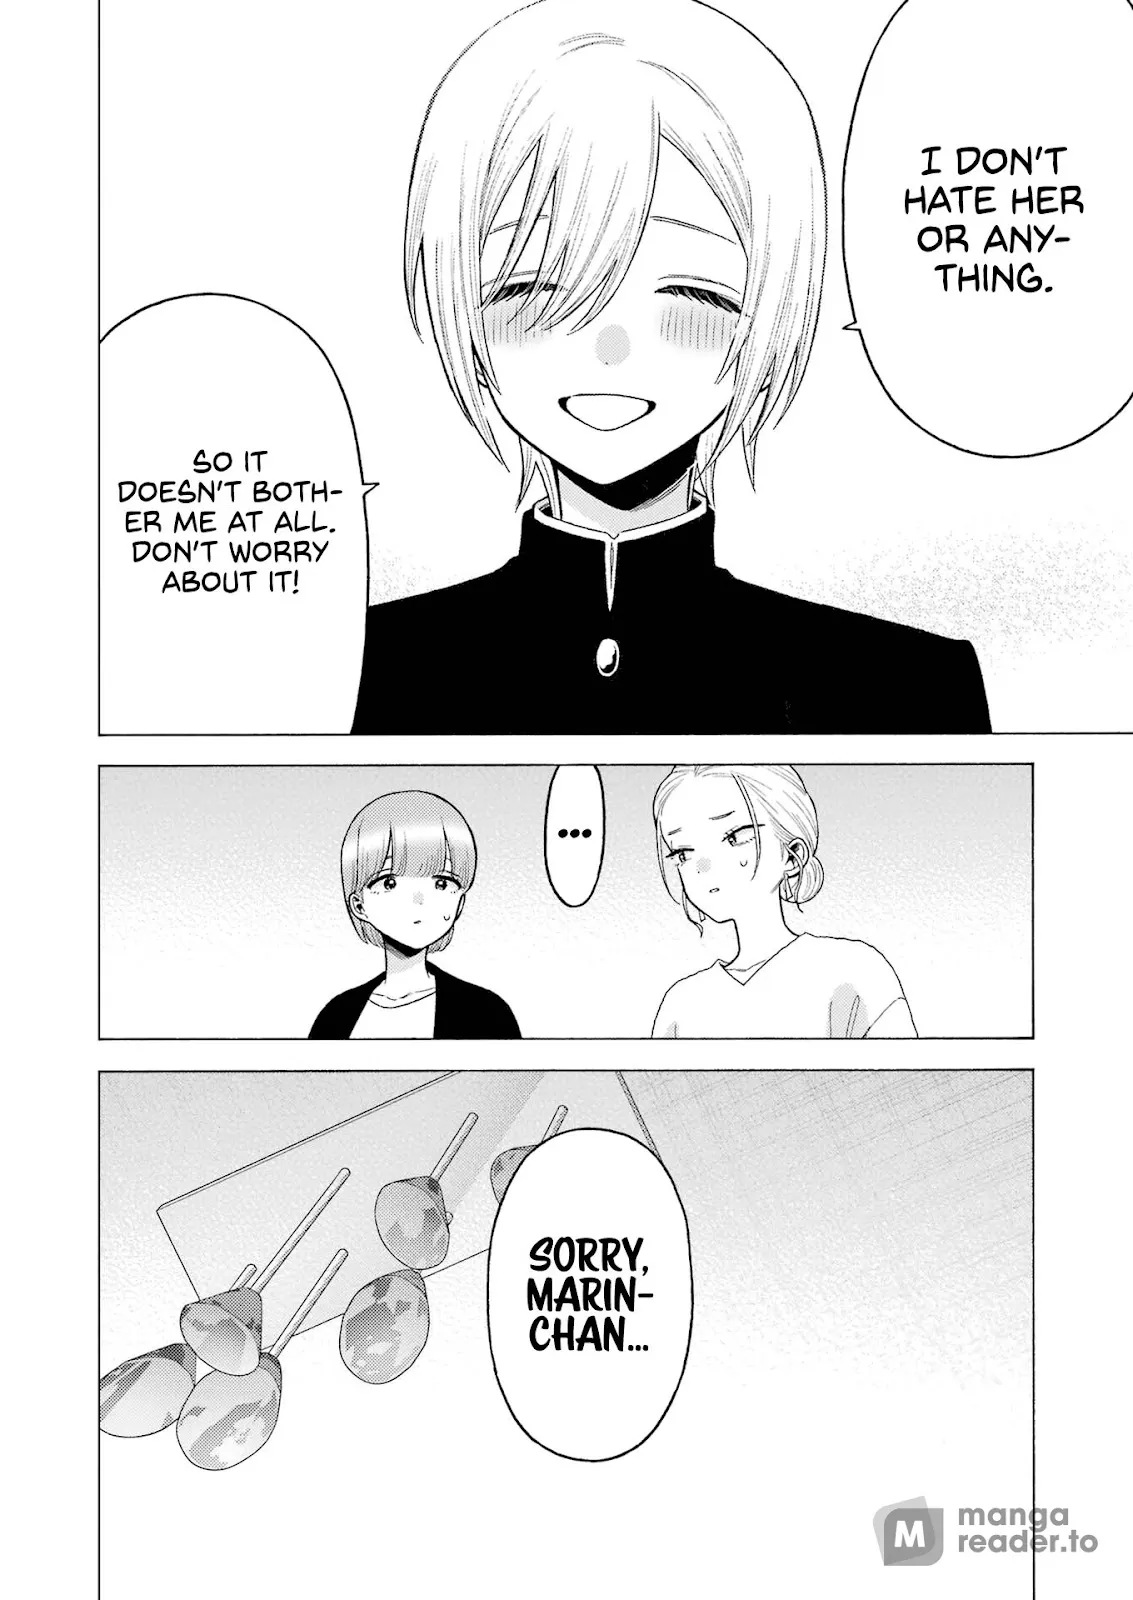 I DON'T
HATE HER
OR ANY-
THING.
SO IT
DOESN'T BOTH-
ER ME AT ALL.
DON'T WORRY
ABOUT IT!
...
SORRY,
MARIN-
CHAN...
M
manga
reader.to